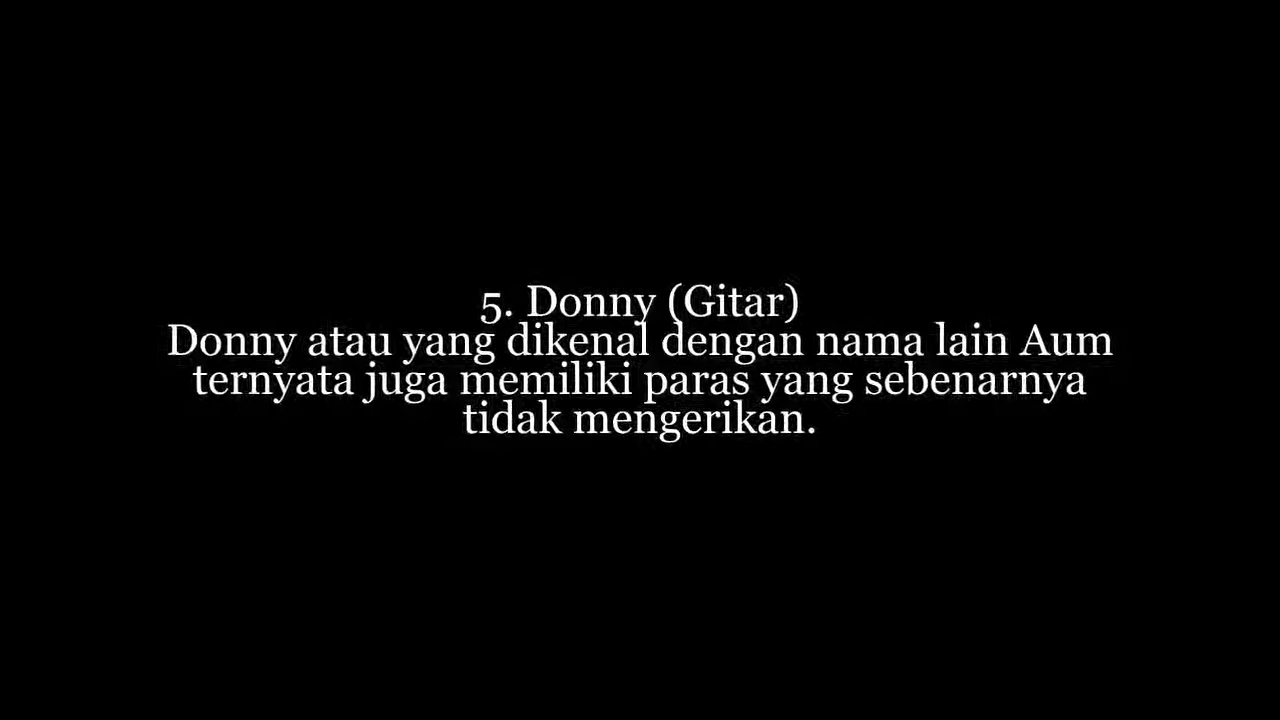 5. Donny (Gitar)
Donny atau yang dikenal dengan nama lain Aum
ternyata juga memiliki paras yang sebenarnya
tidak mengerikan.